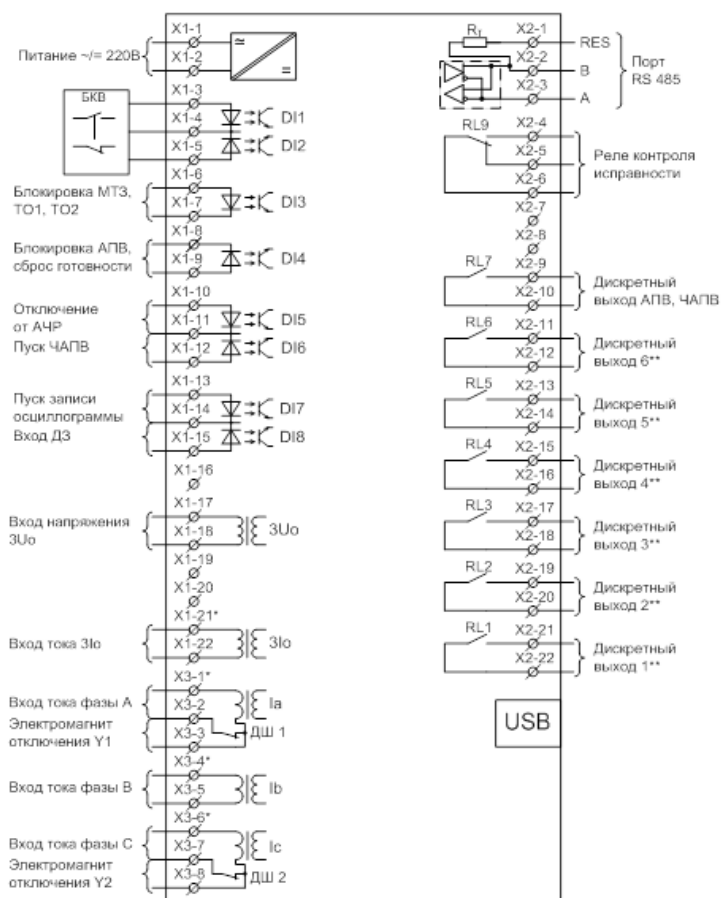 X1-1
Питание ~/= 220В
X1-2
X1-3
БКВ
X1-4
DI1
X1-5
DI2
X1-6
Блокировка МТЗ,
ТО1, ТО2
X1-7
DI3
X1-8
Блокировка АПВ,
сброс готовности
X1-9
DI4
X1-10
Отключение
от АЧР
X1-11
DI5
Пуск ЧАПВ
X1-12
DI6
X1-13
Пуск записи
осциллограммы
X1-14
DI7
Вход ДЗ
X1-15
DI8
X1-16
X1-17
Вход напряжения
3Uo
X1-18
3Uo
X1-19
X1-20
X1-21*
Вход тока 3Io
X1-22
3Io
X3-1*
Вход тока фазы А
X3-2
Ia
Электромагнит
отключения Y1
X3-3
ДШ 1
X3-4*
Вход тока фазы В
X3-5
Ib
X3-6*
Вход тока фазы С
X3-7
Ic
Электромагнит
отключения Y2
X3-8
ДШ 2
RT
X2-1
RES
X2-2
B
X2-3
A
Порт
RS 485
RL9
X2-4
X2-5
X2-6
Реле контроля
исправности
X2-7
X2-8
RL7
X2-9
X2-10
Дискретный
выход АПВ, ЧАПВ
RL6
X2-11
X2-12
Дискретный
выход 6**
RL5
X2-13
X2-14
Дискретный
выход 5**
RL4
X2-15
X2-16
Дискретный
выход 4**
RL3
X2-17
X2-18
Дискретный
выход 3**
RL2
X2-19
X2-20
Дискретный
выход 2**
RL1
X2-21
X2-22
Дискретный
выход 1**
USB